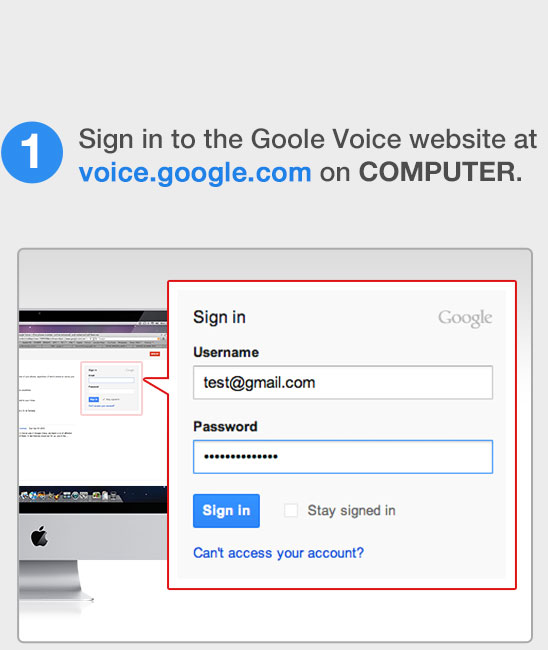 1
Sign in to the Goole Voice website at
voice.google.com on COMPUTER.
Sign in
Google
Username
test@gmail.com
Password
••••••••••••••
Sign in
Stay signed in
Can't access your account?